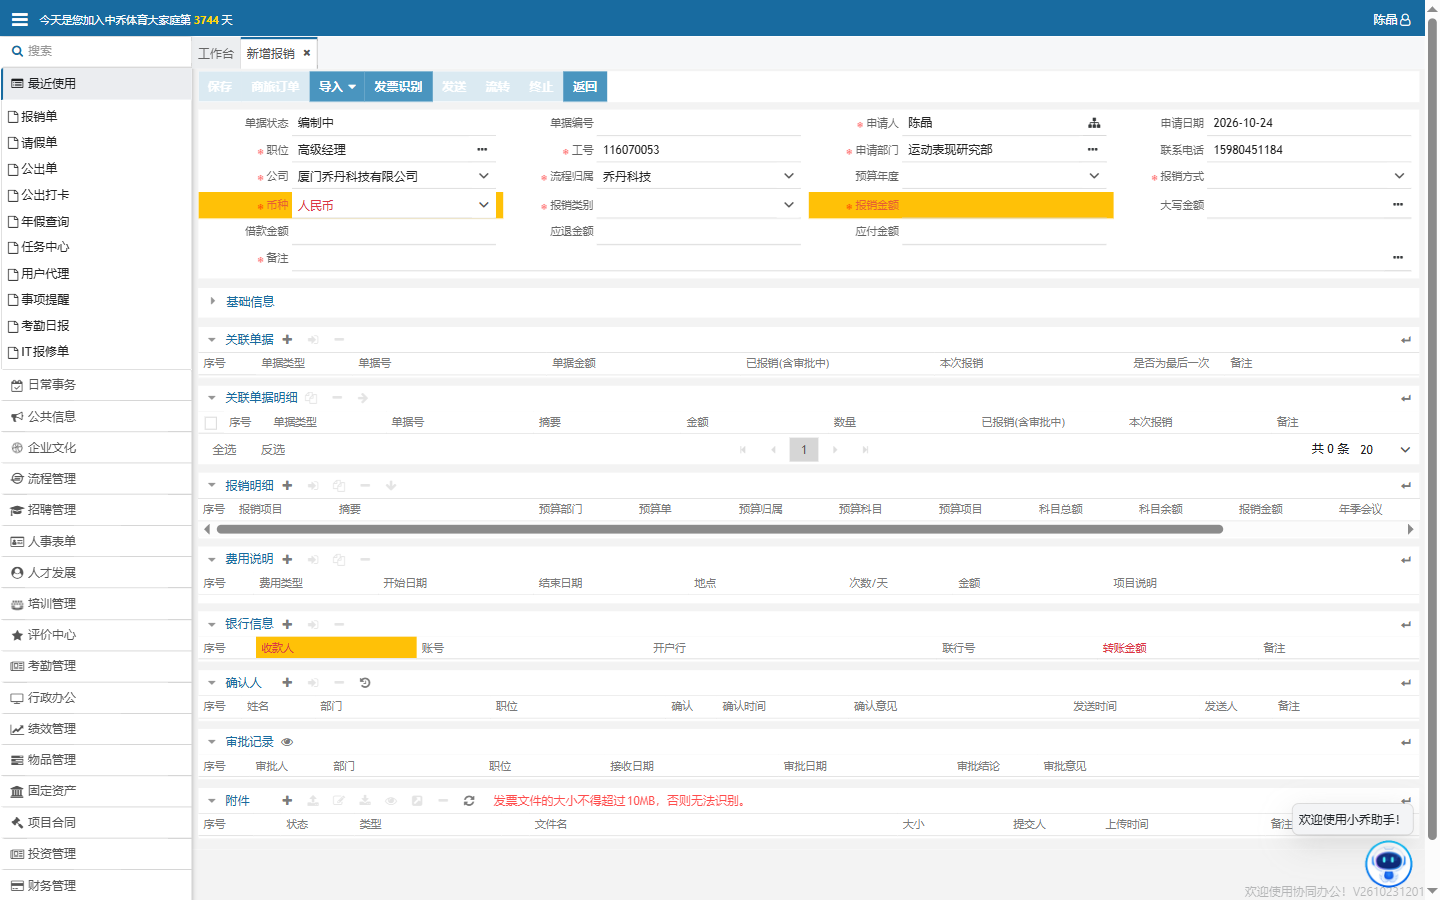 今天是您加入中乔体育大家庭第 3744 天
陈晶
搜索
工作台
新增报销
最近使用
保存 商旅订单 导入 发票识别 发送 流转 终止 返回
报销单
请假单
公出单
公出打卡
年假查询
任务中心
用户代理
事项提醒
考勤日报
IT报修单
日常事务
公共信息
企业文化
流程管理
招聘管理
人事表单
人才发展
培训管理
评价中心
考勤管理
行政办公
绩效管理
物品管理
固定资产
项目合同
投资管理
财务管理
单据状态 编制中 单据编号 * 申请人 陈晶 申请日期 2026-10-24
* 职位 高级经理 * 工号 116070053 * 申请部门 运动表现研究部 联系电话 15980451184
* 公司 厦门乔丹科技有限公司 * 流程归属 乔丹科技 预算年度 * 报销方式
* 币种 人民币 * 报销类别 * 报销金额 大写金额
借款金额 应退金额 应付金额
* 备注
基础信息
关联单据
序号 单据类型 单据号 单据金额 已报销(含审批中) 本次报销 是否为最后一次 备注
关联单据明细
序号 单据类型 单据号 摘要 金额 数量 已报销(含审批中) 本次报销 备注
全选 反选 1 共 0 条 20
报销明细
序号 报销项目 摘要 预算部门 预算单 预算归属 预算科目 预算项目 科目总额 科目余额 报销金额 年季会议
费用说明
序号 费用类型 开始日期 结束日期 地点 次数/天 金额 项目说明
银行信息
序号 收款人 账号 开户行 联行号 转账金额 备注
确认人
序号 姓名 部门 职位 确认 确认时间 确认意见 发送时间 发送人 备注
审批记录
序号 审批人 部门 职位 接收日期 审批日期 审批结论 审批意见
附件 发票文件的大小不得超过10MB，否则无法识别。
序号 状态 类型 文件名 大小 提交人 上传时间 备注
欢迎使用小乔助手！
欢迎使用协同办公！V2610231201